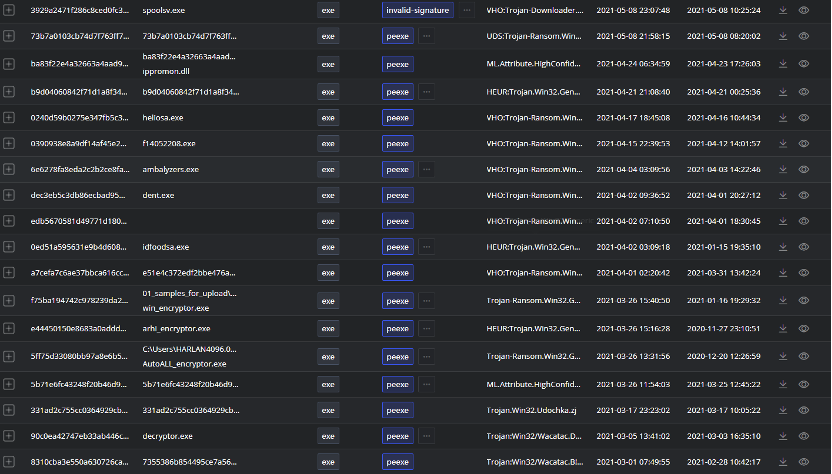 3929a2471f286c8ced0fc3... spoolsv.exe exe invalid-signature ... VHO:Trojan-Downloader.... 2021-05-08 23:07:48 2021-05-08 10:25:24
73b7a0103cb74d7f763ff7... 73b7a0103cb74d7f763ff7... exe peexe ... UDS:Trojan-Ransom.Win... 2021-05-08 21:58:15 2021-05-08 08:20:02
ba83f22e4a32663a4aad9... ba83f22e4a32663a4aad... exe peexe ML.Attribute.HighConfid... 2021-04-24 06:34:59 2021-04-23 17:26:03
ippromon.dll
b9d04060842f71d1a8f34... b9d04060842f71d1a8f34... exe peexe ... HEUR:Trojan.Win32.Gen... 2021-04-21 21:08:40 2021-04-21 00:25:36
0240d59b0275e347fb5c3... heliosa.exe exe peexe VHO:Trojan-Ransom.Win... 2021-04-17 18:45:08 2021-04-16 10:44:34
0390938e8a9df14af45e2... f14052208.exe exe peexe VHO:Trojan-Ransom.Win... 2021-04-15 22:39:53 2021-04-12 14:01:57
6e6278fa8eda2c2b2ce8fa... ambalyzers.exe exe peexe ... VHO:Trojan-Ransom.Win... 2021-04-04 03:09:56 2021-04-03 14:22:46
dec3eb5c3db86ecbad95... dent.exe exe peexe VHO:Trojan-Ransom.Win... 2021-04-02 09:36:52 2021-04-01 20:27:12
edb5670581d49771d180... exe peexe VHO:Trojan-Ransom.Win... 2021-04-02 07:10:50 2021-04-01 18:30:45
0ed51a595631e9b4d608... idfoodsa.exe exe peexe ... HEUR:Trojan.Win32.Gen... 2021-04-02 03:09:18 2021-01-15 19:35:10
a7cefa7c6ae37bbca616cc... e51e4c372edf2bbe476a... exe peexe VHO:Trojan-Ransom.Win... 2021-04-01 02:20:42 2021-03-31 13:42:24
f75ba194742c978239da2... 01_samples_for_upload\... exe peexe ... Trojan-Ransom.Win32.G... 2021-03-26 15:40:50 2021-01-16 19:29:32
win_encryptor.exe
e44450150e8683a0addd... arhi_encryptor.exe exe peexe ... HEUR:Trojan.Win32.Gen... 2021-03-26 15:16:28 2020-11-27 23:10:51
5ff75d33080bb97a8e6b5... C:\Users\HARLAN4096.0... exe peexe ... Trojan-Ransom.Win32.G... 2021-03-26 13:31:56 2020-12-20 12:26:59
AutoALL_encryptor.exe
5b71e6fc43248f20b46d9... 5b71e6fc43248f20b46d9... exe peexe ... ML.Attribute.HighConfid... 2021-03-26 11:54:03 2021-03-25 12:45:22
331ad2c755cc0364929cb... 331ad2c755cc0364929cb... exe peexe Trojan.Win32.Udochka.zj 2021-03-17 23:23:02 2021-03-17 10:05:22
90c0ea42747eb33ab446c... decryptor.exe exe peexe ... Trojan:Win32/Wacatac.D... 2021-03-05 13:41:02 2021-03-03 16:35:10
8310cba3e550a630726ca... 7355386b854495ce7a56... exe peexe Trojan:Win32/Wacatac.B!... 2021-03-01 07:49:55 2021-02-28 10:42:17